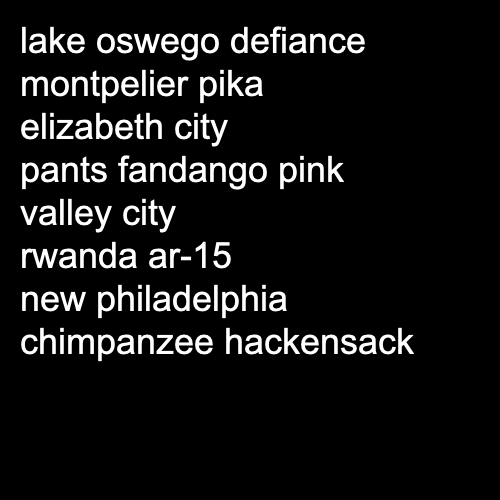 lake oswego defiance
montpelier pika
elizabeth city
pants fandango pink
valley city
rwanda ar-15
new philadelphia
chimpanzee hackensack